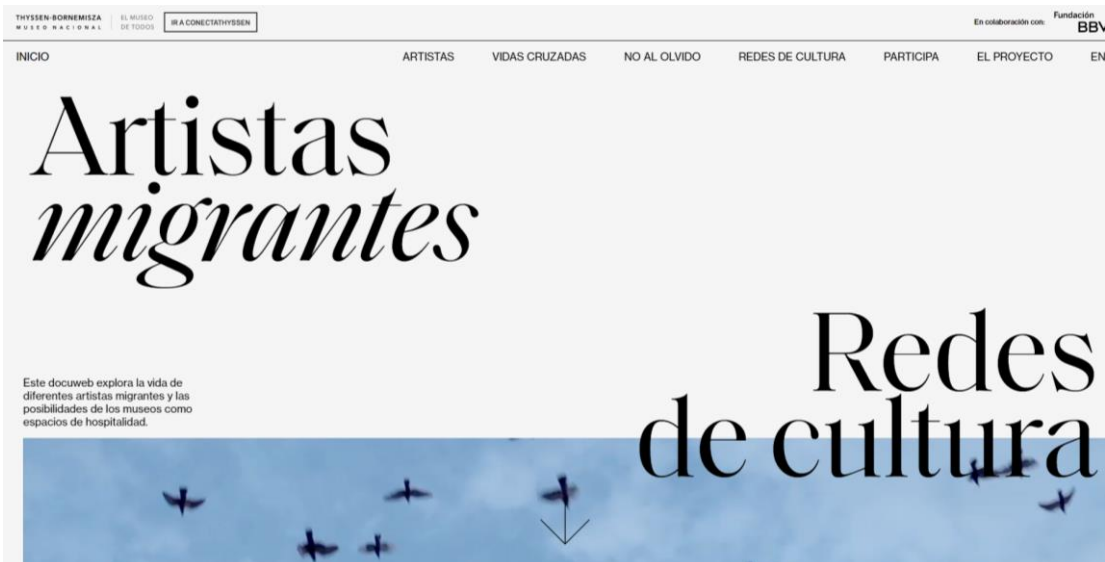 THYSSEN-BORNEMISZA
MUSEO NACIONAL
EL MUSEO
DE TODOS
IR A CONECTATHYSSEN
En colaboración con:
Fundación
BBV
INICIO
ARTISTAS
VIDAS CRUZADAS
NO AL OLVIDO
REDES DE CULTURA
PARTICIPA
EL PROYECTO
EN
Artistas
migrantes
Redes
de cultura
Este docuweb explora la vida de
diferentes artistas migrantes y las
posibilidades de los museos como
espacios de hospitalidad.